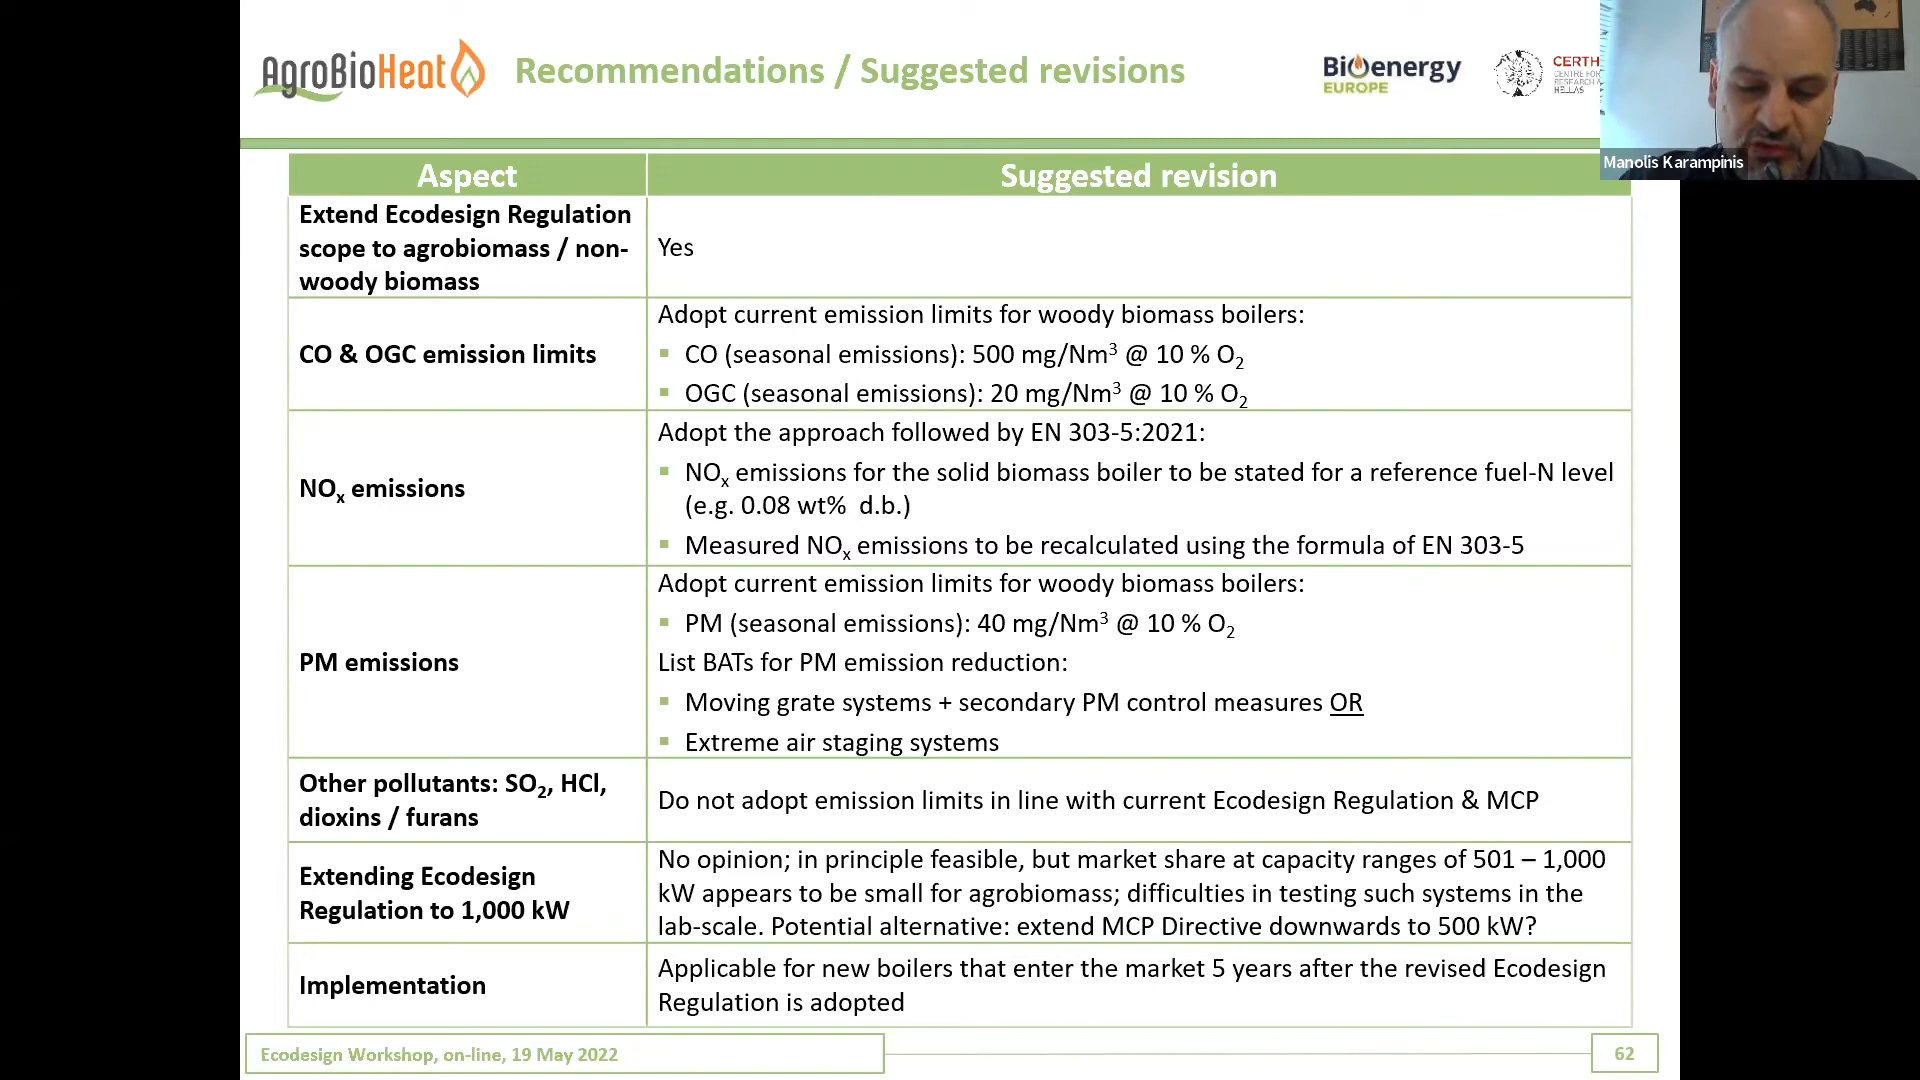 AgroBioHeat
Recommendations / Suggested revisions
Bioenergy
EUROPE
CERTH
CENTRE FOR
RESEARCH &
HELLAS
Manolis Karampinis
Aspect
Suggested revision
Extend Ecodesign Regulation
scope to agrobiomass / non-
woody biomass
Yes
CO & OGC emission limits
Adopt current emission limits for woody biomass boilers:
▪ CO (seasonal emissions): 500 mg/Nm³ @ 10 % O₂
▪ OGC (seasonal emissions): 20 mg/Nm³ @ 10 % O₂
NOₓ emissions
Adopt the approach followed by EN 303-5:2021:
▪ NOₓ emissions for the solid biomass boiler to be stated for a reference fuel-N level
(e.g. 0.08 wt% d.b.)
▪ Measured NOₓ emissions to be recalculated using the formula of EN 303-5
PM emissions
Adopt current emission limits for woody biomass boilers:
▪ PM (seasonal emissions): 40 mg/Nm³ @ 10 % O₂
List BATs for PM emission reduction:
▪ Moving grate systems + secondary PM control measures OR
▪ Extreme air staging systems
Other pollutants: SO₂, HCl,
dioxins / furans
Do not adopt emission limits in line with current Ecodesign Regulation & MCP
Extending Ecodesign
Regulation to 1,000 kW
No opinion; in principle feasible, but market share at capacity ranges of 501 – 1,000
kW appears to be small for agrobiomass; difficulties in testing such systems in the
lab-scale. Potential alternative: extend MCP Directive downwards to 500 kW?
Implementation
Applicable for new boilers that enter the market 5 years after the revised Ecodesign
Regulation is adopted
Ecodesign Workshop, on-line, 19 May 2022
62